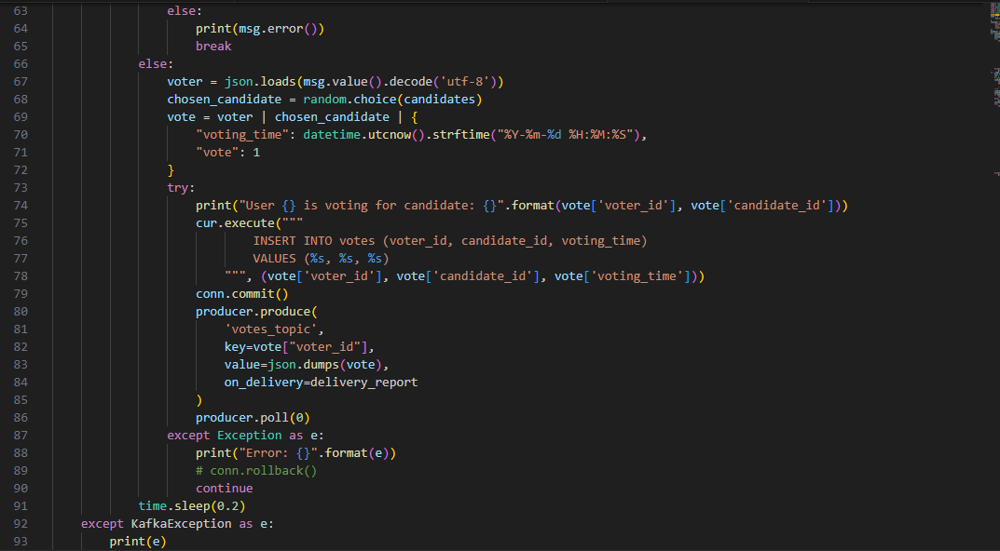 63                    else:
64                        print(msg.error())
65                        break
66                else:
67                    voter = json.loads(msg.value().decode('utf-8'))
68                    chosen_candidate = random.choice(candidates)
69                    vote = voter | chosen_candidate | {
70                        "voting_time": datetime.utcnow().strftime("%Y-%m-%d %H:%M:%S"),
71                        "vote": 1
72                    }
73                    try:
74                        print("User {} is voting for candidate: {}".format(vote['voter_id'], vote['candidate_id']))
75                        cur.execute("""
76                                INSERT INTO votes (voter_id, candidate_id, voting_time)
77                                VALUES (%s, %s, %s)
78                            """, (vote['voter_id'], vote['candidate_id'], vote['voting_time']))
79                        conn.commit()
80                        producer.produce(
81                            'votes_topic',
82                            key=vote["voter_id"],
83                            value=json.dumps(vote),
84                            on_delivery=delivery_report
85                        )
86                        producer.poll(0)
87                    except Exception as e:
88                        print("Error: {}".format(e))
89                        # conn.rollback()
90                        continue
91                time.sleep(0.2)
92        except KafkaException as e:
93            print(e)